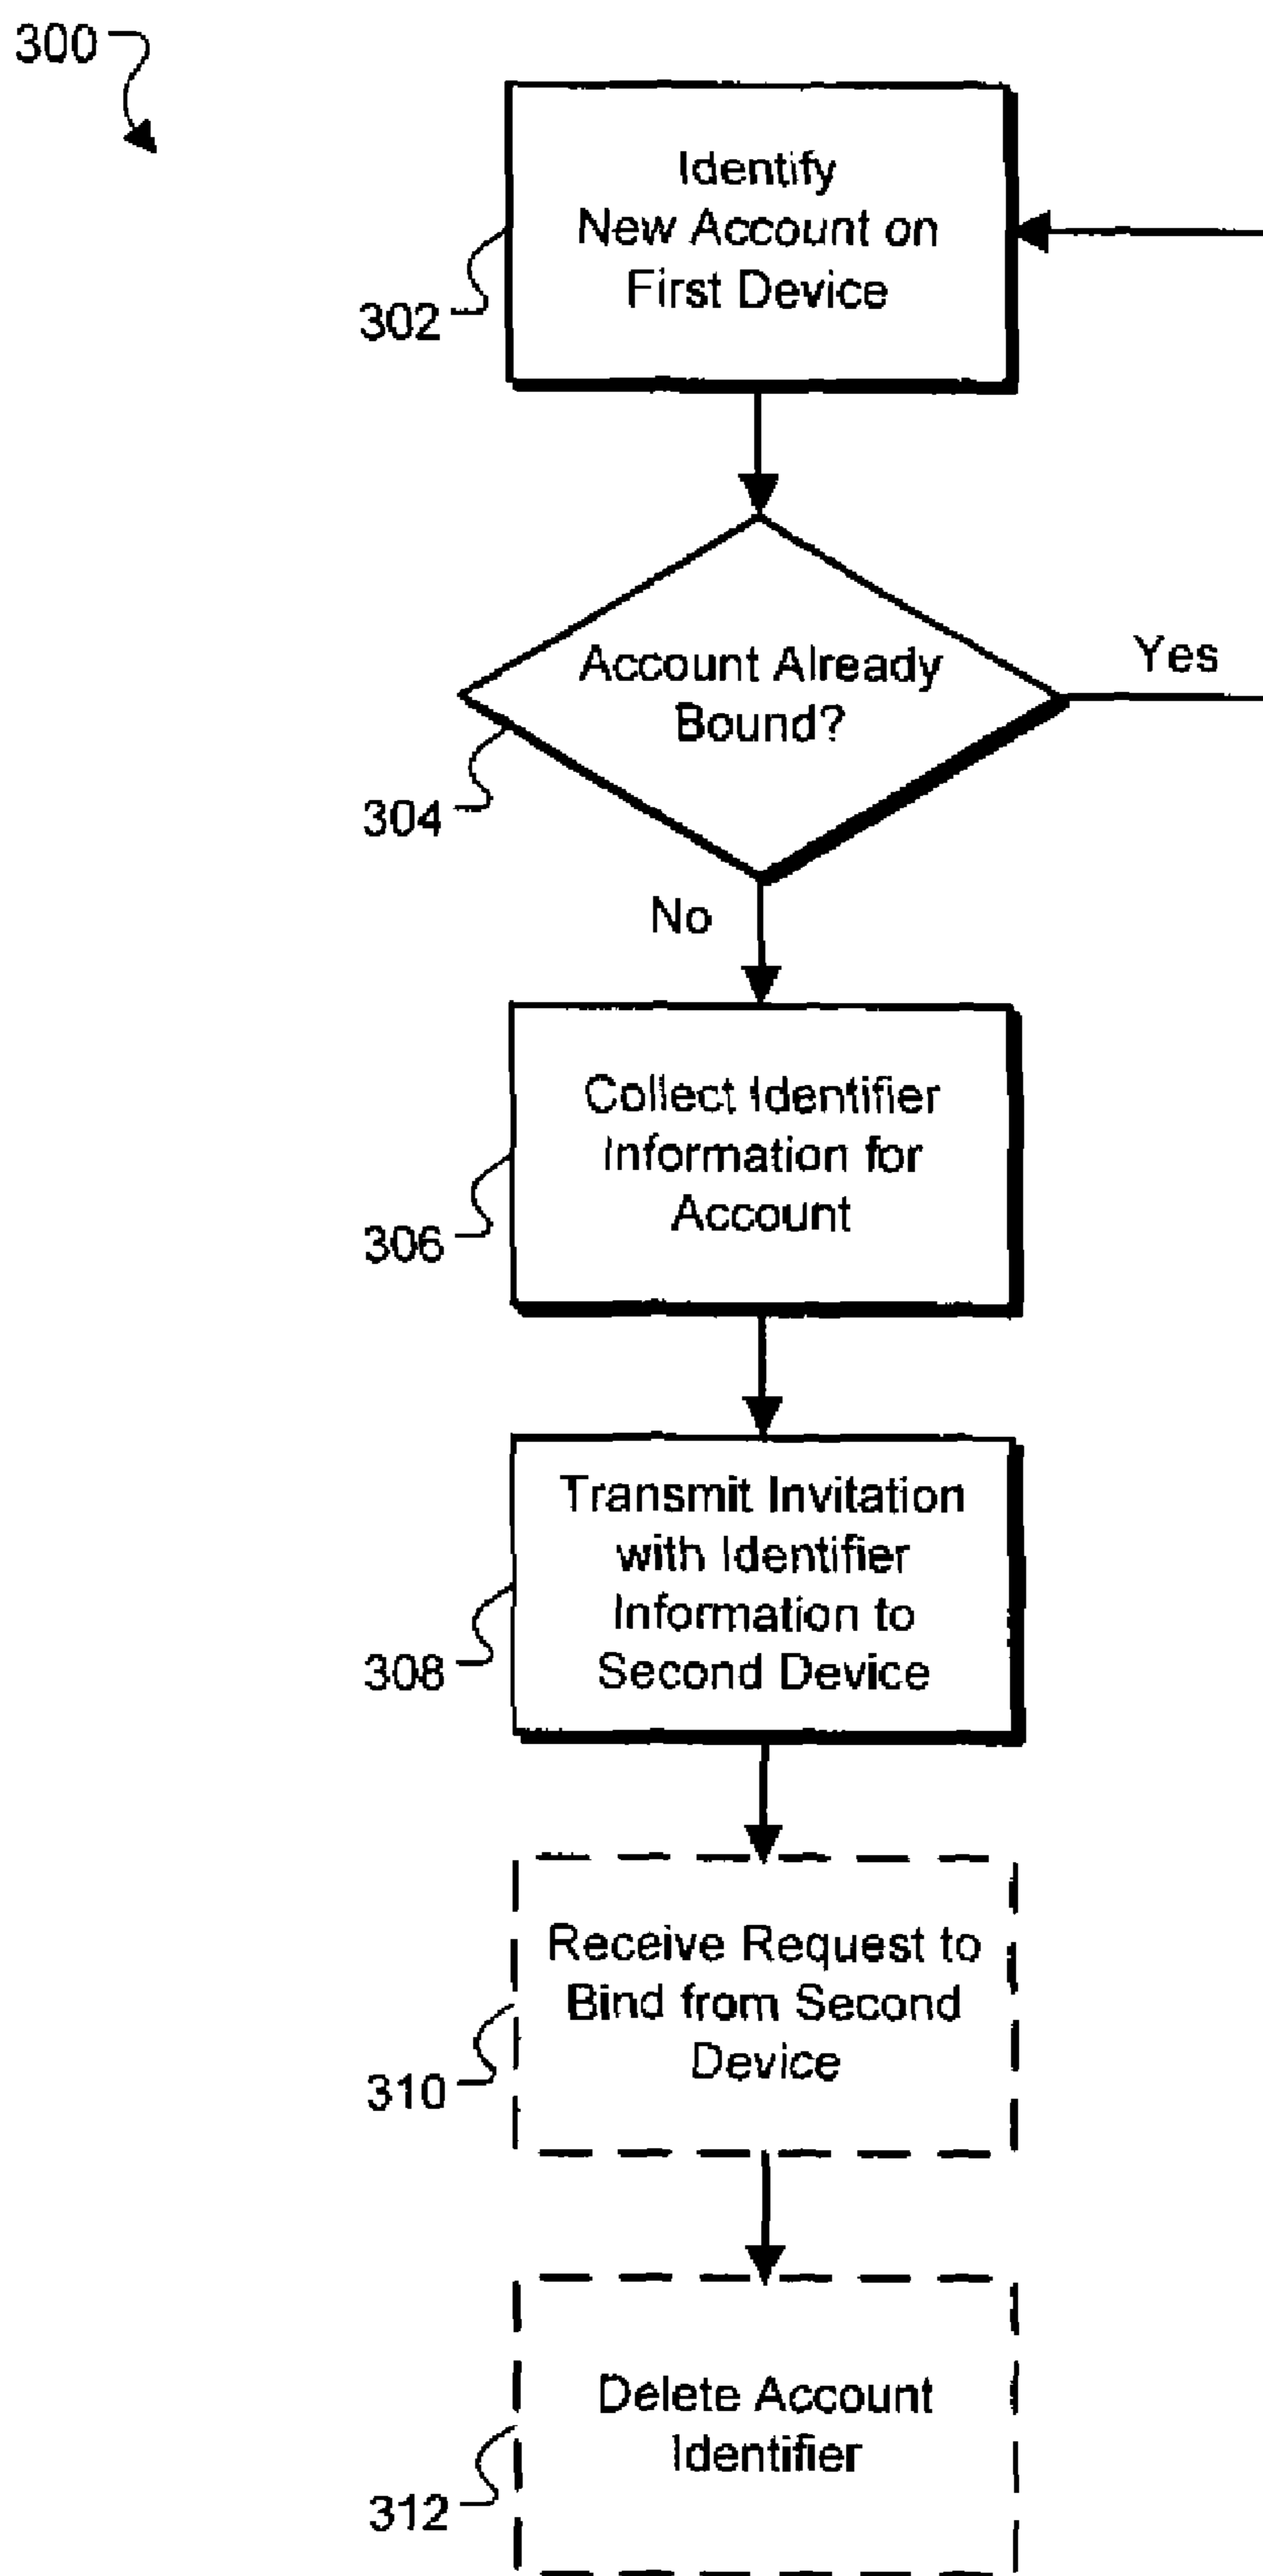 300
Identify
New Account on
First Device
302
Account Already
Bound?
Yes
304
No
Collect Identifier
Information for
Account
306
Transmit Invitation
with Identifier
Information to
Second Device
308
Receive Request to
Bind from Second
Device
310
Delete Account
Identifier
312